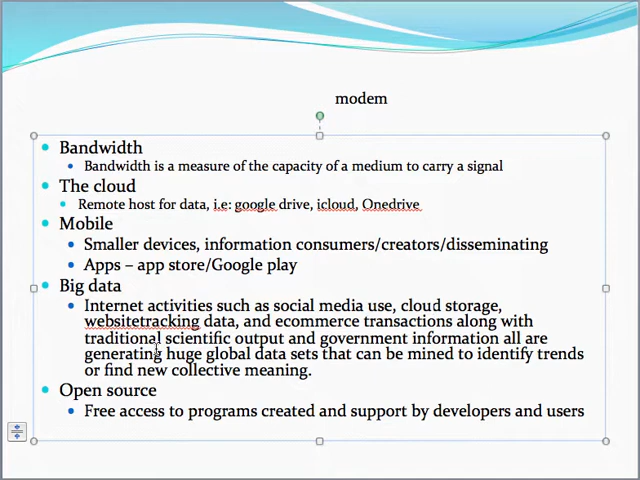 modem
Bandwidth
Bandwidth is a measure of the capacity of a medium to carry a signal
The cloud
Remote host for data, i.e: google drive, icloud, Onedrive
Mobile
Smaller devices, information consumers/creators/disseminating
Apps – app store/Google play
Big data
Internet activities such as social media use, cloud storage,
websitetracking data, and ecommerce transactions along with
traditional scientific output and government information all are
generating huge global data sets that can be mined to identify trends
or find new collective meaning.
Open source
Free access to programs created and support by developers and users